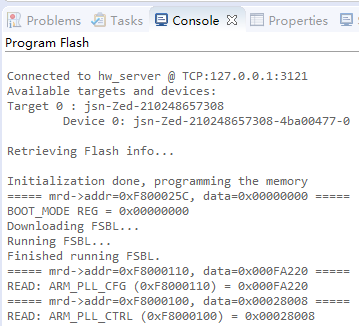 Problems Tasks Console Properties
Program Flash
Connected to hw_server @ TCP:127.0.0.1:3121
Available targets and devices:
Target 0 : jsn-Zed-210248657308
Device 0: jsn-Zed-210248657308-4ba00477-0
Retrieving Flash info...
Initialization done, programming the memory
===== mrd->addr=0xF800025C, data=0x00000000 =====
BOOT_MODE REG = 0x00000000
Downloading FSBL...
Running FSBL...
Finished running FSBL.
===== mrd->addr=0xF8000110, data=0x000FA220 =====
READ: ARM_PLL_CFG (0xF8000110) = 0x000FA220
===== mrd->addr=0xF8000100, data=0x00028008 =====
READ: ARM_PLL_CTRL (0xF8000100) = 0x00028008